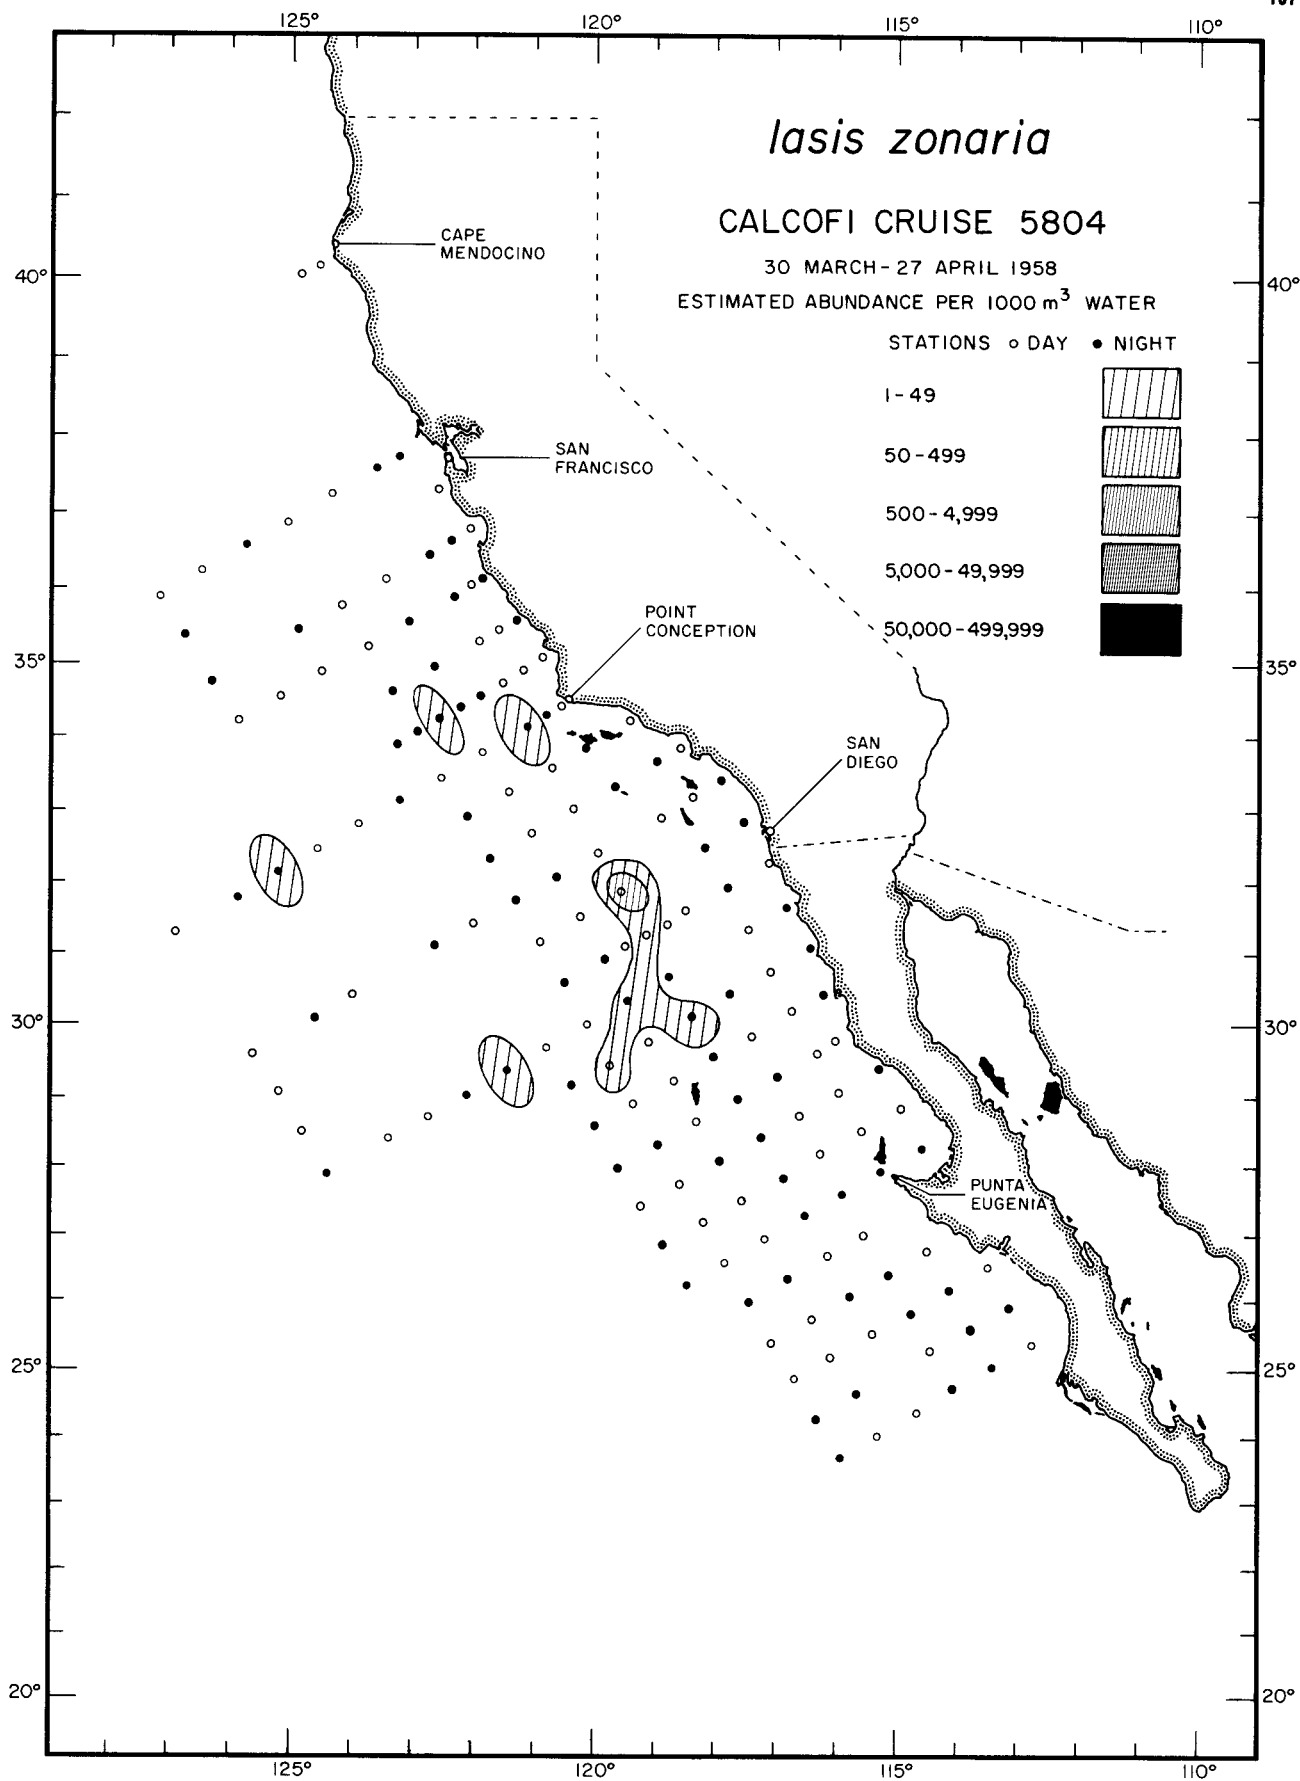 125°
120°
115°
110°
Iasis zonaria
CALCOFI CRUISE 5804
30 MARCH - 27 APRIL 1958
ESTIMATED ABUNDANCE PER 1000 m³ WATER
STATIONS o DAY • NIGHT
1 - 49
50 - 499
500 - 4,999
5,000 - 49,999
50,000 - 499,999
CAPE
MENDOCINO
SAN
FRANCISCO
POINT
CONCEPTION
SAN
DIEGO
PUNTA
EUGENIA
40°
40°
35°
35°
30°
30°
25°
25°
20°
20°
125°
120°
115°
110°